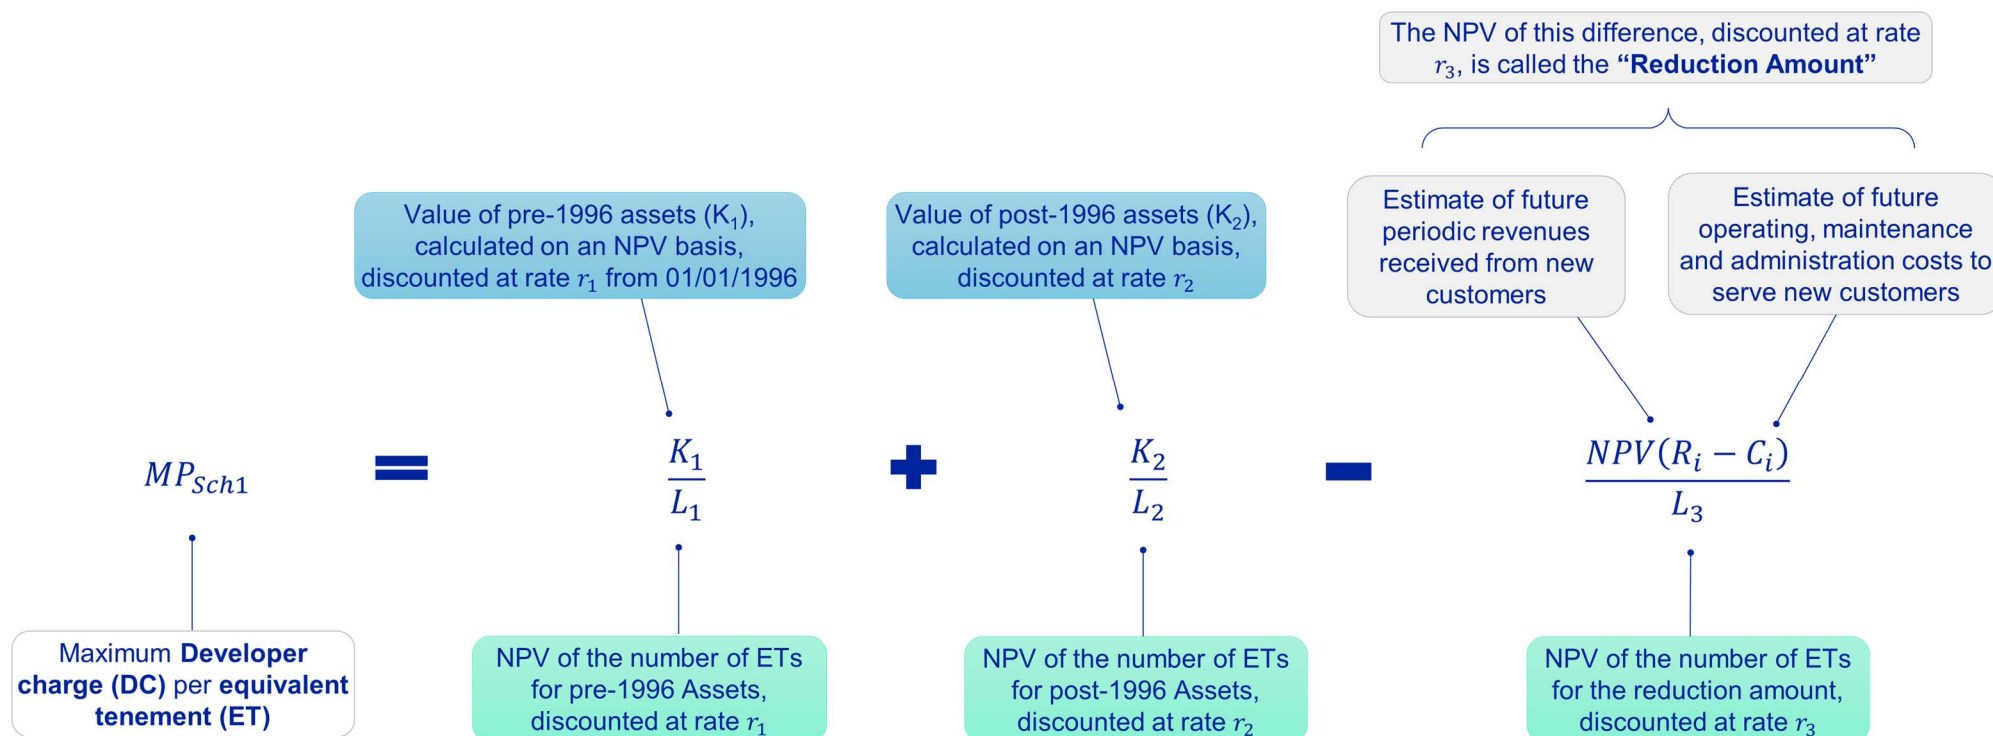 The NPV of this difference, discounted at rate
r₃, is called the “Reduction Amount”
Value of pre-1996 assets (K₁),
calculated on an NPV basis,
discounted at rate r₁ from 01/01/1996
Value of post-1996 assets (K₂),
calculated on an NPV basis,
discounted at rate r₂
Estimate of future
periodic revenues
received from new
customers
Estimate of future
operating, maintenance
and administration costs to
serve new customers
MP_Sch1 = K₁/L₁ + K₂/L₂ − NPV(Rᵢ − Cᵢ)/L₃
Maximum Developer
charge (DC) per equivalent
tenement (ET)
NPV of the number of ETs
for pre-1996 Assets,
discounted at rate r₁
NPV of the number of ETs
for post-1996 Assets,
discounted at rate r₂
NPV of the number of ETs
for the reduction amount,
discounted at rate r₃